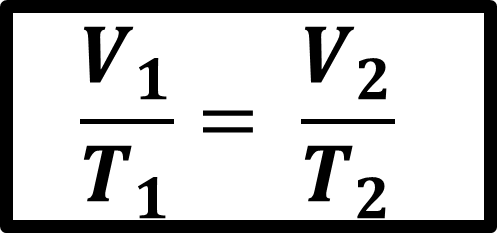 V₁/T₁ = V₂/T₂